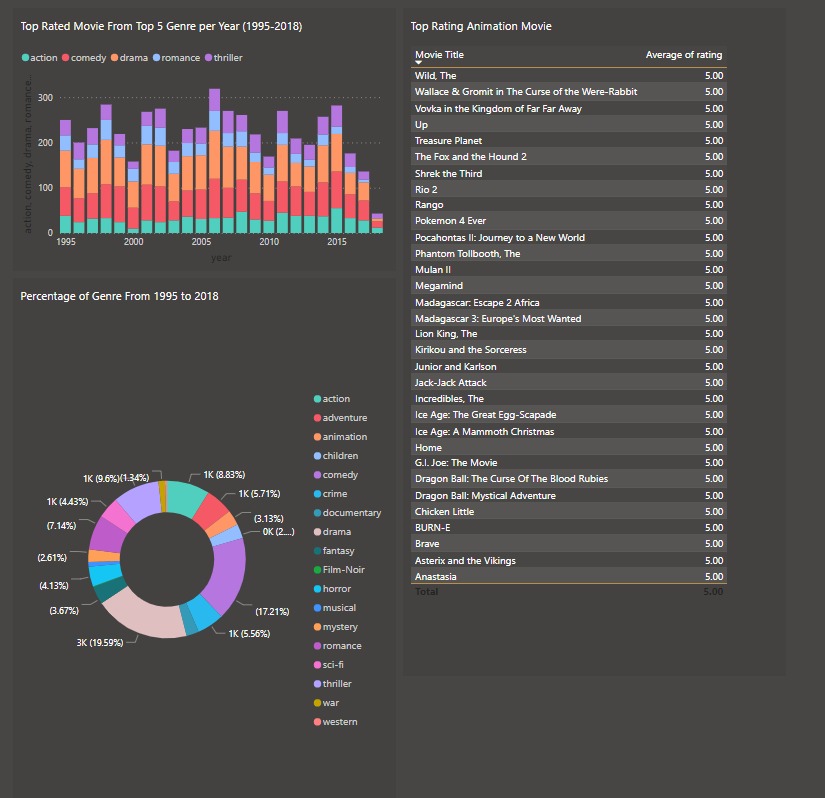 Top Rated Movie From Top 5 Genre per Year (1995-2018)
action comedy drama romance thriller
action, comedy, drama, romance...
300
200
100
0
1995 2000 2005 2010 2015
year
Percentage of Genre From 1995 to 2018
1K (9.6%)
(1.34%)
1K (8.83%)
1K (5.71%)
(3.13%)
0K (2....)
(17.21%)
1K (5.56%)
3K (19.59%)
(3.67%)
(4.13%)
(2.61%)
(7.14%)
1K (4.43%)
action
adventure
animation
children
comedy
crime
documentary
drama
fantasy
Film-Noir
horror
musical
mystery
romance
sci-fi
thriller
war
western
Top Rating Animation Movie
Movie Title Average of rating
Wild, The 5.00
Wallace & Gromit in The Curse of the Were-Rabbit 5.00
Vovka in the Kingdom of Far Far Away 5.00
Up 5.00
Treasure Planet 5.00
The Fox and the Hound 2 5.00
Shrek the Third 5.00
Rio 2 5.00
Rango 5.00
Pokemon 4 Ever 5.00
Pocahontas II: Journey to a New World 5.00
Phantom Tollbooth, The 5.00
Mulan II 5.00
Megamind 5.00
Madagascar: Escape 2 Africa 5.00
Madagascar 3: Europe's Most Wanted 5.00
Lion King, The 5.00
Kirikou and the Sorceress 5.00
Junior and Karlson 5.00
Jack-Jack Attack 5.00
Incredibles, The 5.00
Ice Age: The Great Egg-Scapade 5.00
Ice Age: A Mammoth Christmas 5.00
Home 5.00
G.I. Joe: The Movie 5.00
Dragon Ball: The Curse Of The Blood Rubies 5.00
Dragon Ball: Mystical Adventure 5.00
Chicken Little 5.00
BURN-E 5.00
Brave 5.00
Asterix and the Vikings 5.00
Anastasia 5.00
Total 5.00